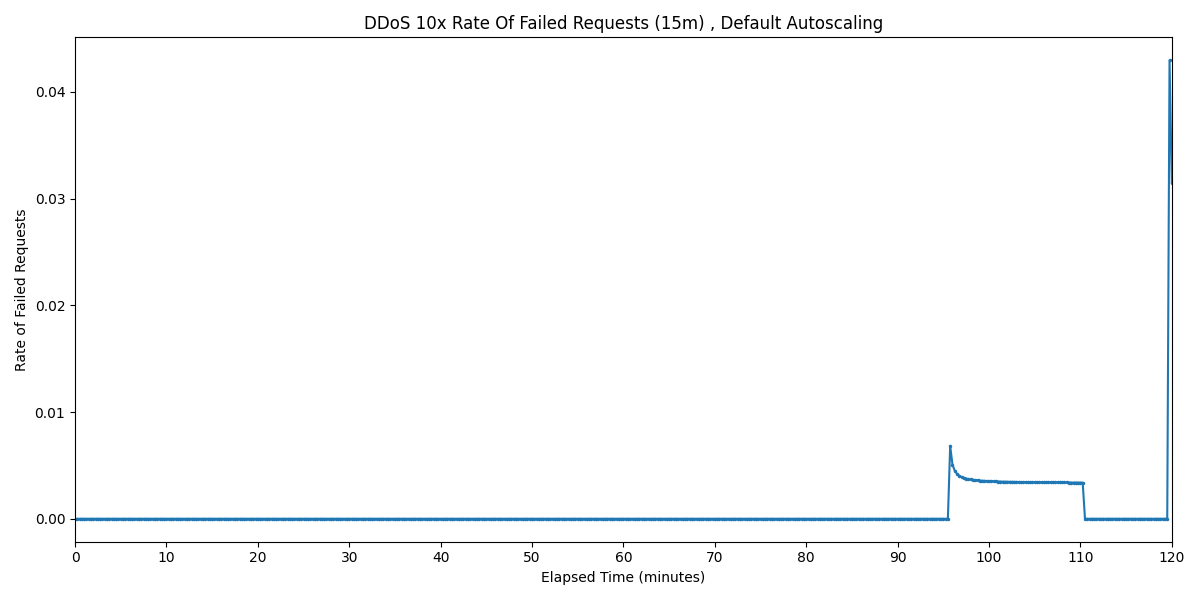 DDoS 10x Rate Of Failed Requests (15m) , Default Autoscaling
Rate of Failed Requests
0.04
0.03
0.02
0.01
0.00
0 10 20 30 40 50 60 70 80 90 100 110 120
Elapsed Time (minutes)